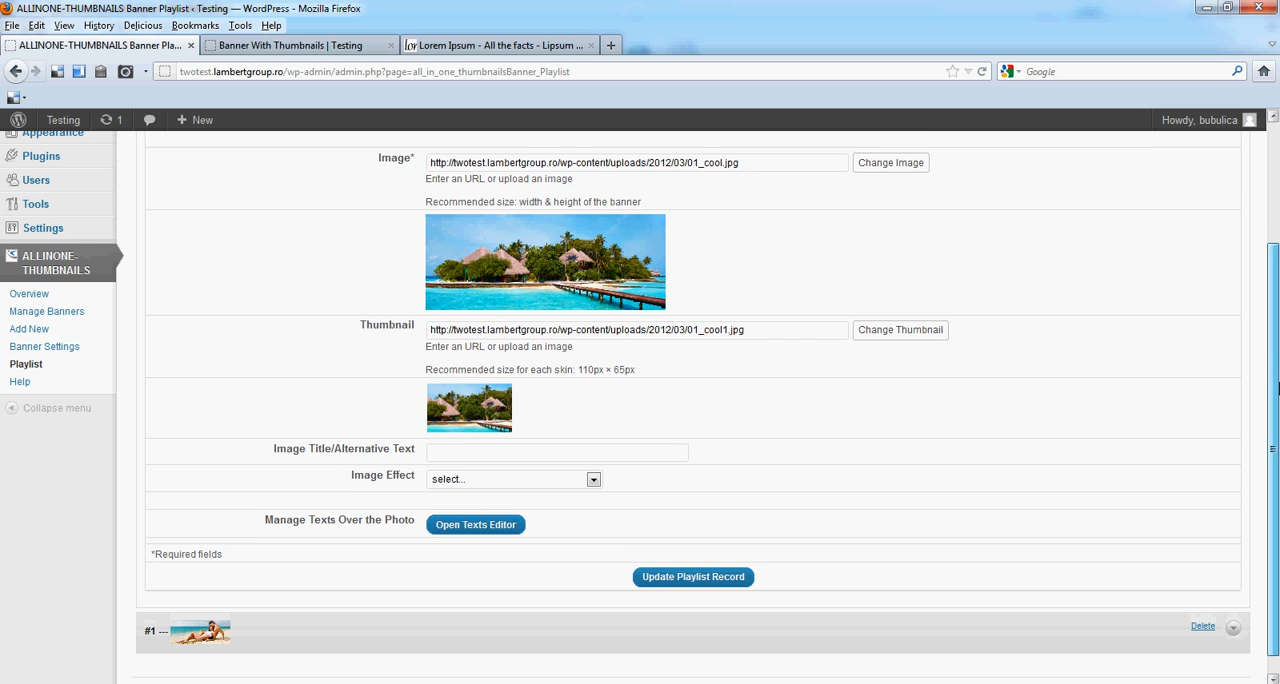 ALLINONE-THUMBNAILS Banner Playlist ‹ Testing — WordPress - Mozilla Firefox
File Edit View History Delicious Bookmarks Tools Help
ALLINONE-THUMBNAILS Banner Pla... × Banner With Thumbnails | Testing × Lorem Ipsum - All the facts - Lipsum ... × +
twotest.lambertgroup.ro/wp-admin/admin.php?page=all_in_one_thumbnailsBanner_Playlist Google
Testing 1 + New Howdy, bubulica
Appearance
Plugins
Users
Tools
Settings
ALLINONE-
THUMBNAILS
Overview
Manage Banners
Add New
Banner Settings
Playlist
Help
Collapse menu
Image* http://twotest.lambertgroup.ro/wp-content/uploads/2012/03/01_cool.jpg Change Image
Enter an URL or upload an image
Recommended size: width & height of the banner
Thumbnail http://twotest.lambertgroup.ro/wp-content/uploads/2012/03/01_cool1.jpg Change Thumbnail
Enter an URL or upload an image
Recommended size for each skin: 110px × 65px
Image Title/Alternative Text
Image Effect select...
Manage Texts Over the Photo Open Texts Editor
*Required fields
Update Playlist Record
#1 --- Delete